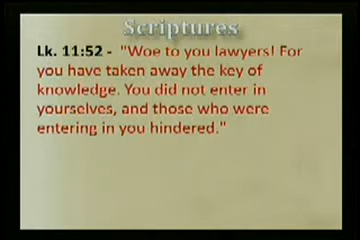 Scriptures
Lk. 11:52 - "Woe to you lawyers! For
you have taken away the key of
knowledge. You did not enter in
yourselves, and those who were
entering in you hindered."